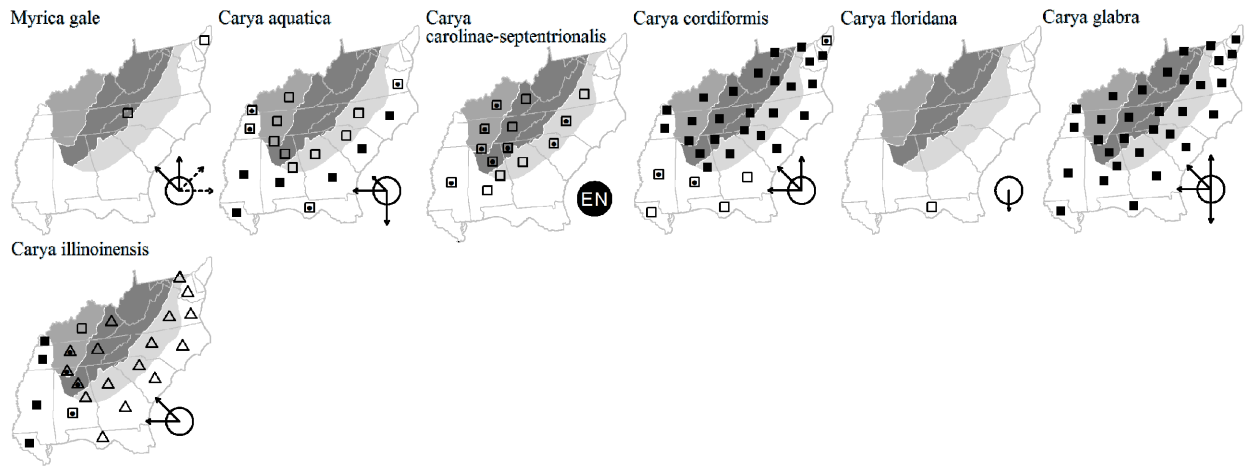 Myrica gale
Carya aquatica
Carya
carolinae-septentrionalis
Carya cordiformis
Carya floridana
Carya glabra
EN
Carya illinoinensis